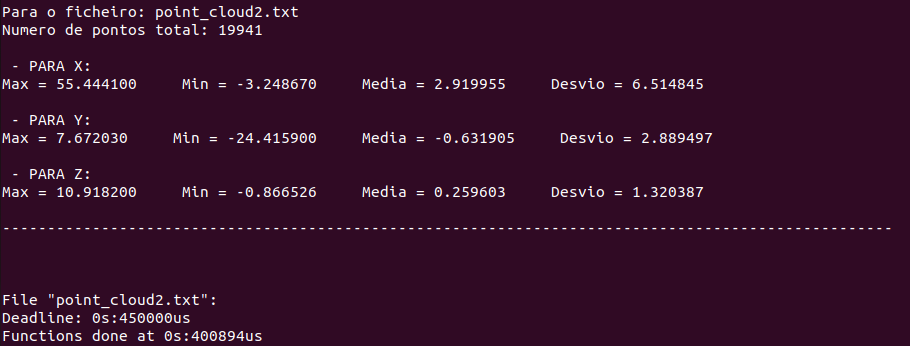 Para o ficheiro: point_cloud2.txt
Numero de pontos total: 19941
- PARA X:
Max = 55.444100     Min = -3.248670     Media = 2.919955     Desvio = 6.514845
- PARA Y:
Max = 7.672030     Min = -24.415900     Media = -0.631905     Desvio = 2.889497
- PARA Z:
Max = 10.918200     Min = -0.866526     Media = 0.259603     Desvio = 1.320387
---------------------------------------------------------------------------------------------------
File "point_cloud2.txt":
Deadline: 0s:450000us
Functions done at 0s:400894us